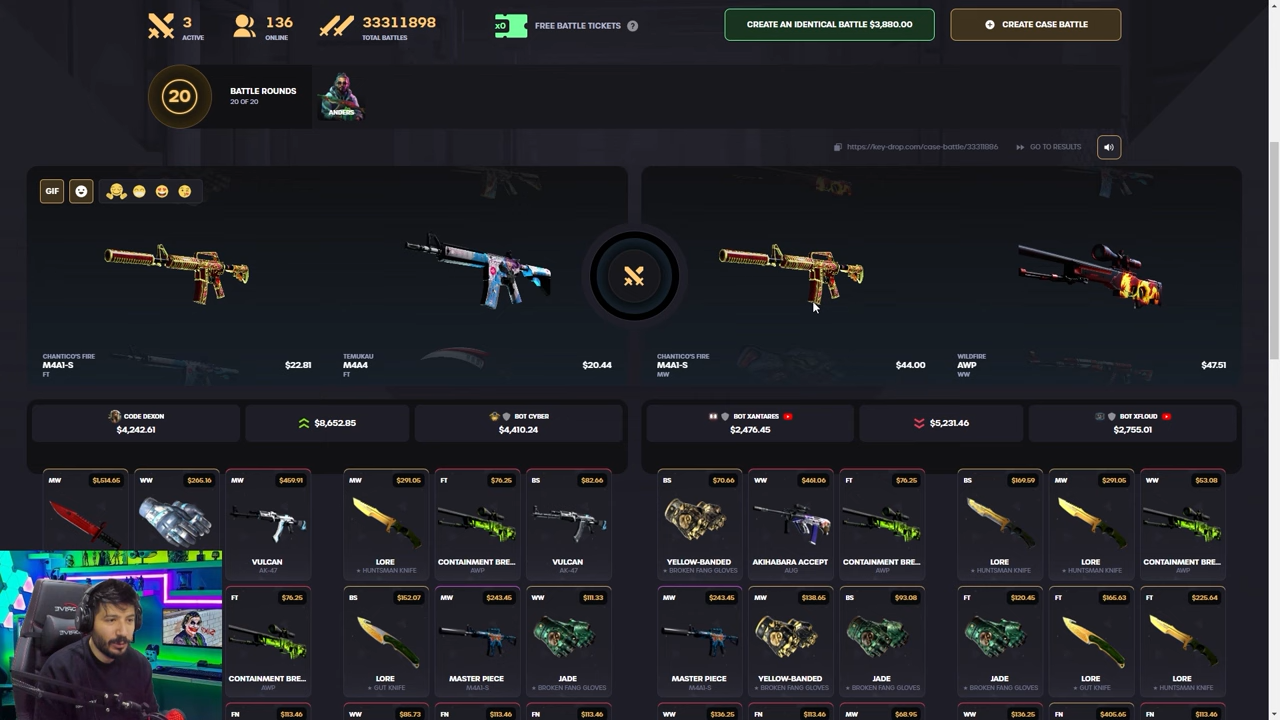 3
ACTIVE
136
ONLINE
33311898
TOTAL BATTLES
x0
FREE BATTLE TICKETS ?
CREATE AN IDENTICAL BATTLE $3,880.00
CREATE CASE BATTLE
20
BATTLE ROUNDS
20 OF 20
ANDERS
https://key-drop.com/case-battle/33311886
GO TO RESULTS
GIF
CHANTICO'S FIRE
M4A1-S
FT
$22.81
TEMUKAU
M4A4
FT
$20.44
CHANTICO'S FIRE
M4A1-S
MW
$44.00
WILDFIRE
AWP
WW
$47.51
CODE DEXON
$4,242.61
$8,652.85
BOT CYBER
$4,410.24
BOT XANTARES
$2,476.45
$5,231.46
BOT XFLOUD
$2,755.01
MW $1,514.65
WW $265.16
MW $459.91
VULCAN
AK-47
MW $291.05
LORE
★ HUNTSMAN KNIFE
FT $76.25
CONTAINMENT BRE...
AWP
BS $82.66
VULCAN
AK-47
BS $70.66
YELLOW-BANDED
★ BROKEN FANG GLOVES
WW $461.06
AKIHABARA ACCEPT
AUG
FT $76.25
CONTAINMENT BRE...
AWP
BS $169.59
LORE
★ HUNTSMAN KNIFE
MW $291.05
LORE
★ HUNTSMAN KNIFE
WW $53.08
CONTAINMENT BRE...
AWP
FT $76.25
CONTAINMENT BRE...
AWP
BS $152.07
LORE
★ GUT KNIFE
MW $243.45
MASTER PIECE
M4A1-S
WW $111.33
JADE
★ BROKEN FANG GLOVES
MW $243.45
MASTER PIECE
M4A1-S
MW $138.65
YELLOW-BANDED
★ BROKEN FANG GLOVES
BS $93.08
JADE
★ BROKEN FANG GLOVES
FT $120.45
JADE
★ BROKEN FANG GLOVES
FT $165.63
LORE
★ GUT KNIFE
FT $225.64
LORE
★ HUNTSMAN KNIFE
FN $113.46
WW $85.73
FN $113.46
FN $113.46
WW $136.25
FN $113.46
MW $68.95
WW $136.25
FN $405.65
FN $113.46